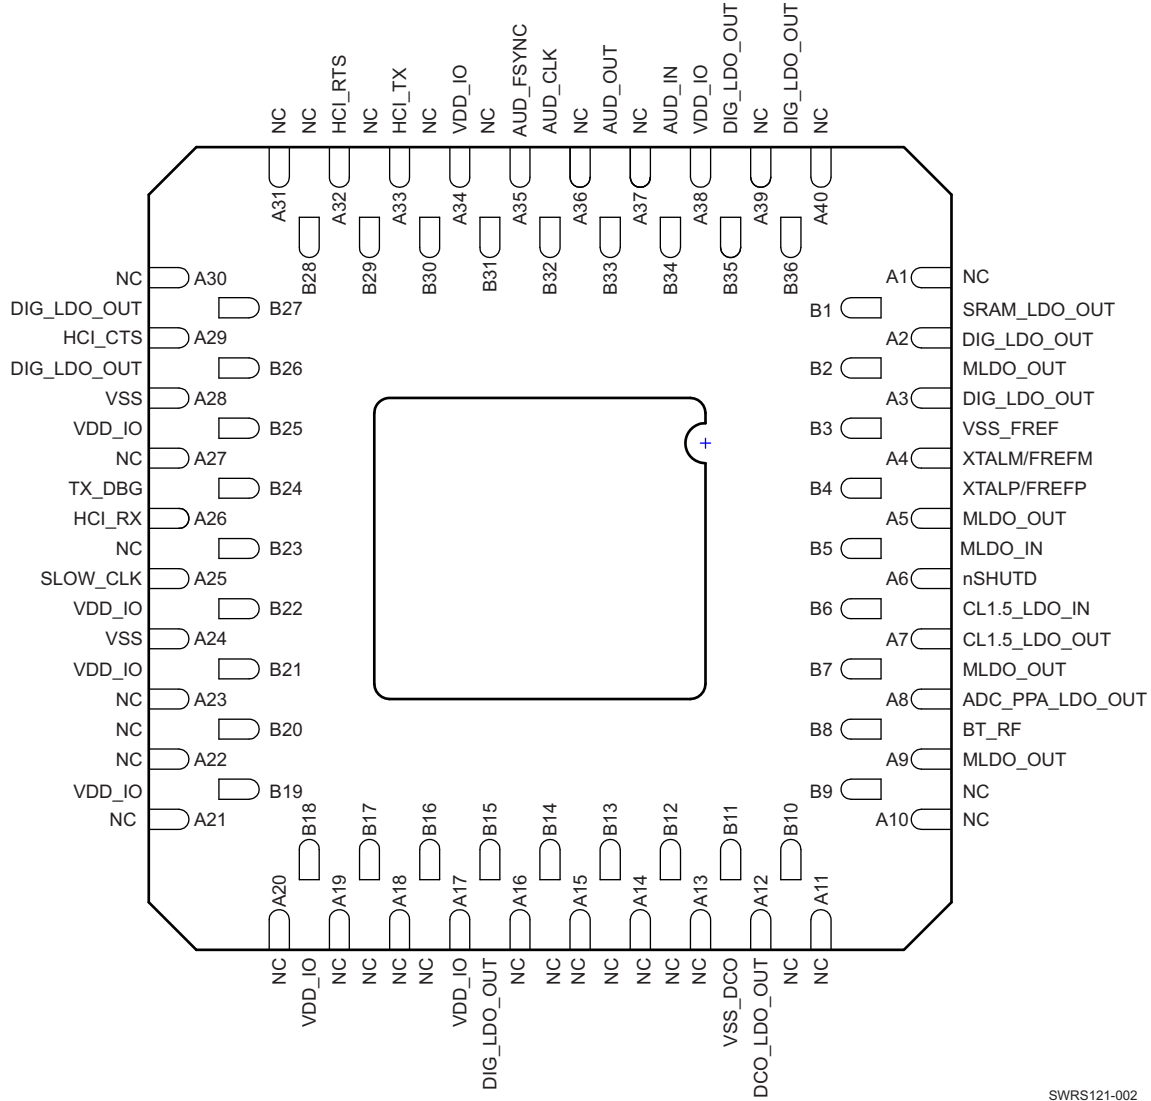 NC
NC
HCI_RTS
NC
HCI_TX
NC
VDD_IO
NC
AUD_FSYNC
AUD_CLK
NC
AUD_OUT
NC
AUD_IN
VDD_IO
DIG_LDO_OUT
NC
DIG_LDO_OUT
NC
A31
A32
A33
A34
A35
A36
A37
A38
A39
A40
B28
B29
B30
B31
B32
B33
B34
B35
B36
NC A30
DIG_LDO_OUT B27
HCI_CTS A29
DIG_LDO_OUT B26
VSS A28
VDD_IO B25
NC A27
TX_DBG B24
HCI_RX A26
NC B23
SLOW_CLK A25
VDD_IO B22
VSS A24
VDD_IO B21
NC A23
NC B20
NC A22
VDD_IO B19
NC A21
A1 NC
B1 SRAM_LDO_OUT
A2 DIG_LDO_OUT
B2 MLDO_OUT
A3 DIG_LDO_OUT
B3 VSS_FREF
A4 XTALM/FREFM
B4 XTALP/FREFP
A5 MLDO_OUT
B5 MLDO_IN
A6 nSHUTD
B6 CL1.5_LDO_IN
A7 CL1.5_LDO_OUT
B7 MLDO_OUT
A8 ADC_PPA_LDO_OUT
B8 BT_RF
A9 MLDO_OUT
B9 NC
A10 NC
B18
B17
B16
B15
B14
B13
B12
B11
B10
A20
A19
A18
A17
A16
A15
A14
A13
A12
A11
NC
VDD_IO
NC
NC
NC
NC
VDD_IO
DIG_LDO_OUT
NC
NC
NC
NC
NC
NC
NC
VSS_DCO
DCO_LDO_OUT
NC
NC
SWRS121-002